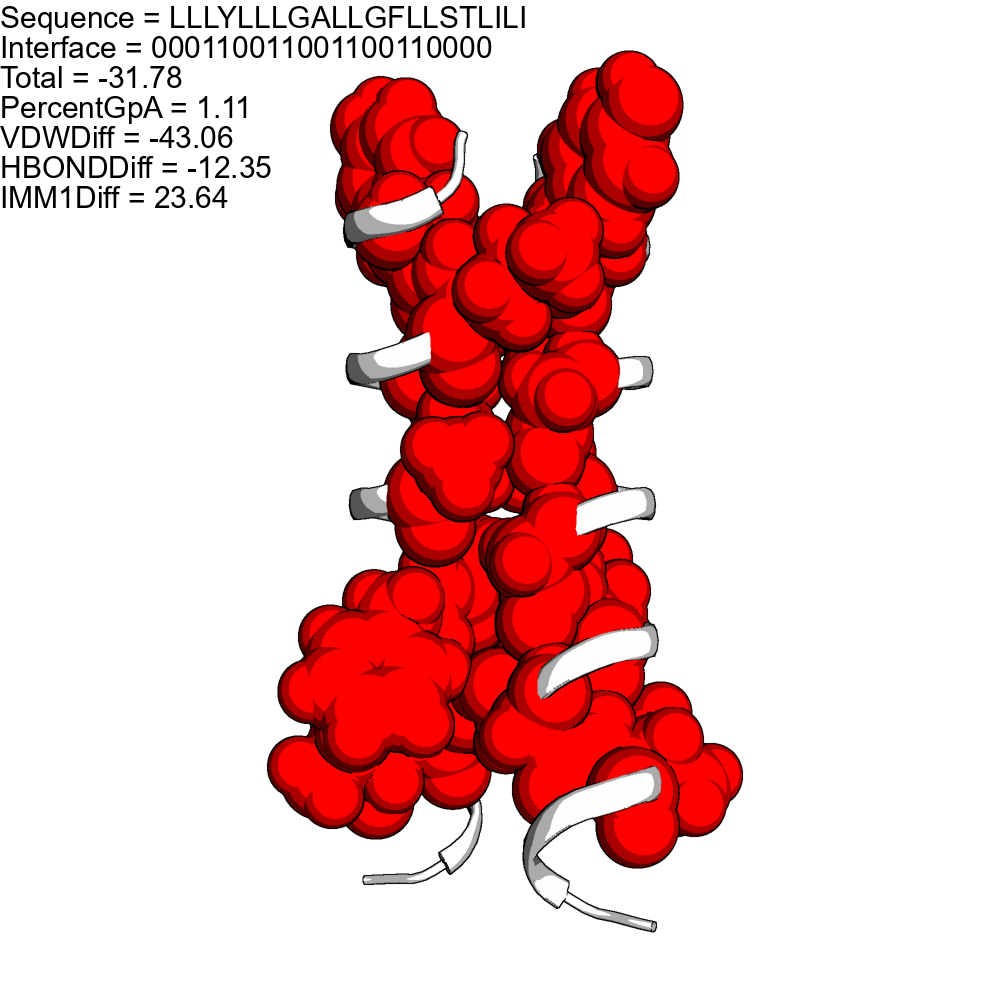 Sequence = LLLYLLLGALLGFLLSTLILI
Interface = 000110011001100110000
Total = -31.78
PercentGpA = 1.11
VDWDiff = -43.06
HBONDDiff = -12.35
IMM1Diff = 23.64